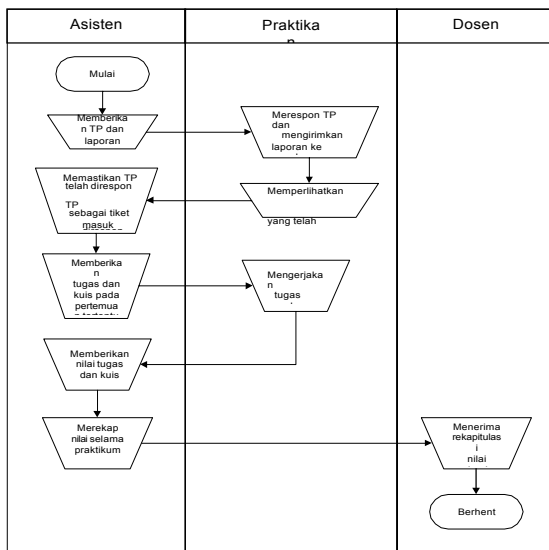 Asisten
Praktika
Dosen
Mulai
Memberika
n TP dan
laporan
Merespon TP
dan
mengirimkan
laporan ke
Memastikan TP
telah direspon
TP
sebagai tiket
masuk
Memperlihatkan
yang telah
Memberika
n
tugas dan
kuis pada
pertemua
Mengerjaka
n
tugas
Memberikan
nilai tugas
dan kuis
Merekap
nilai selama
praktikum
Menerima
rekapitulas
i
nilai
Berhent